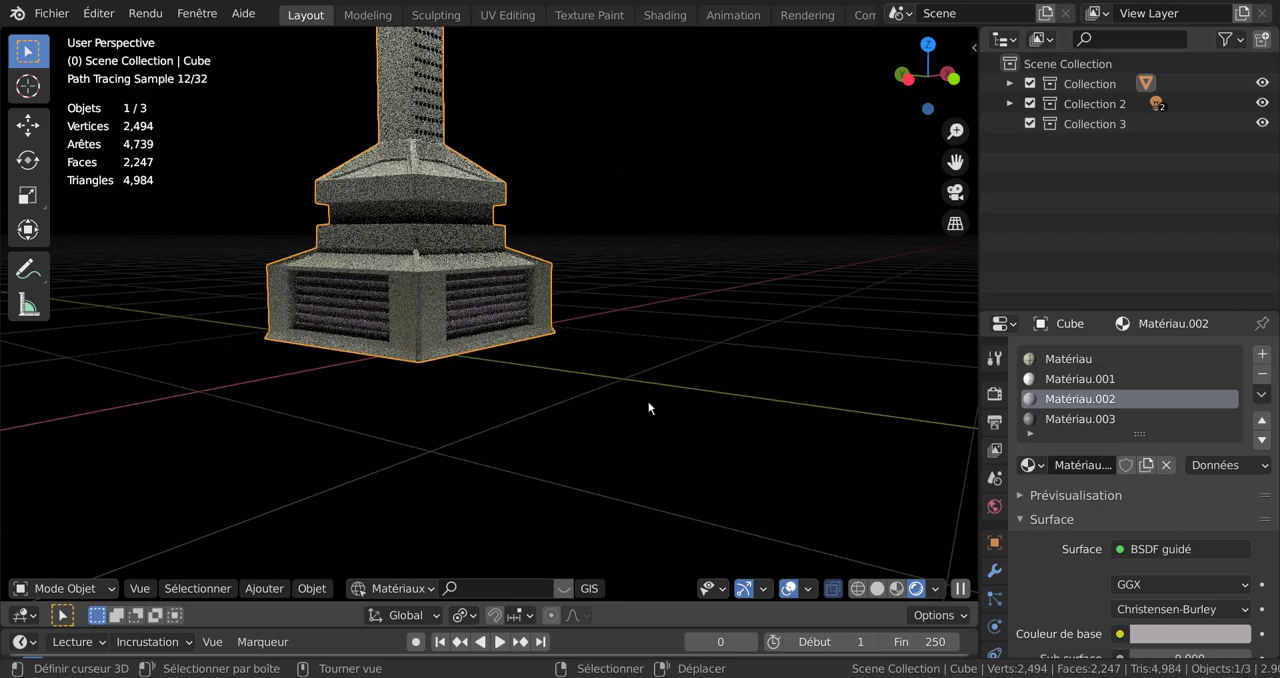 Fichier Éditer Rendu Fenêtre Aide Layout Modeling Sculpting UV Editing Texture Paint Shading Animation Rendering Com Scene View Layer
User Perspective
(0) Scene Collection | Cube
Path Tracing Sample 12/32
Objets 1 / 3
Vertices 2,494
Arêtes 4,739
Faces 2,247
Triangles 4,984
Z
Scene Collection
Collection
Collection 2 2
Collection 3
Cube Matériau.002
Matériau
Matériau.001
Matériau.002
Matériau.003
Matériau.... Données
Prévisualisation
Surface
Surface BSDF guidé
GGX
Christensen-Burley
Couleur de base
Mode Objet Vue Sélectionner Ajouter Objet Matériaux GIS
Global Options
Lecture Incrustation Vue Marqueur 0 Début 1 Fin 250
Définir curseur 3D Sélectionner par boîte Tourner vue Sélectionner Déplacer Scene Collection | Cube | Verts:2,494 | Faces:2,247 | Tris:4,984 | Objects:1/3 | 2.9